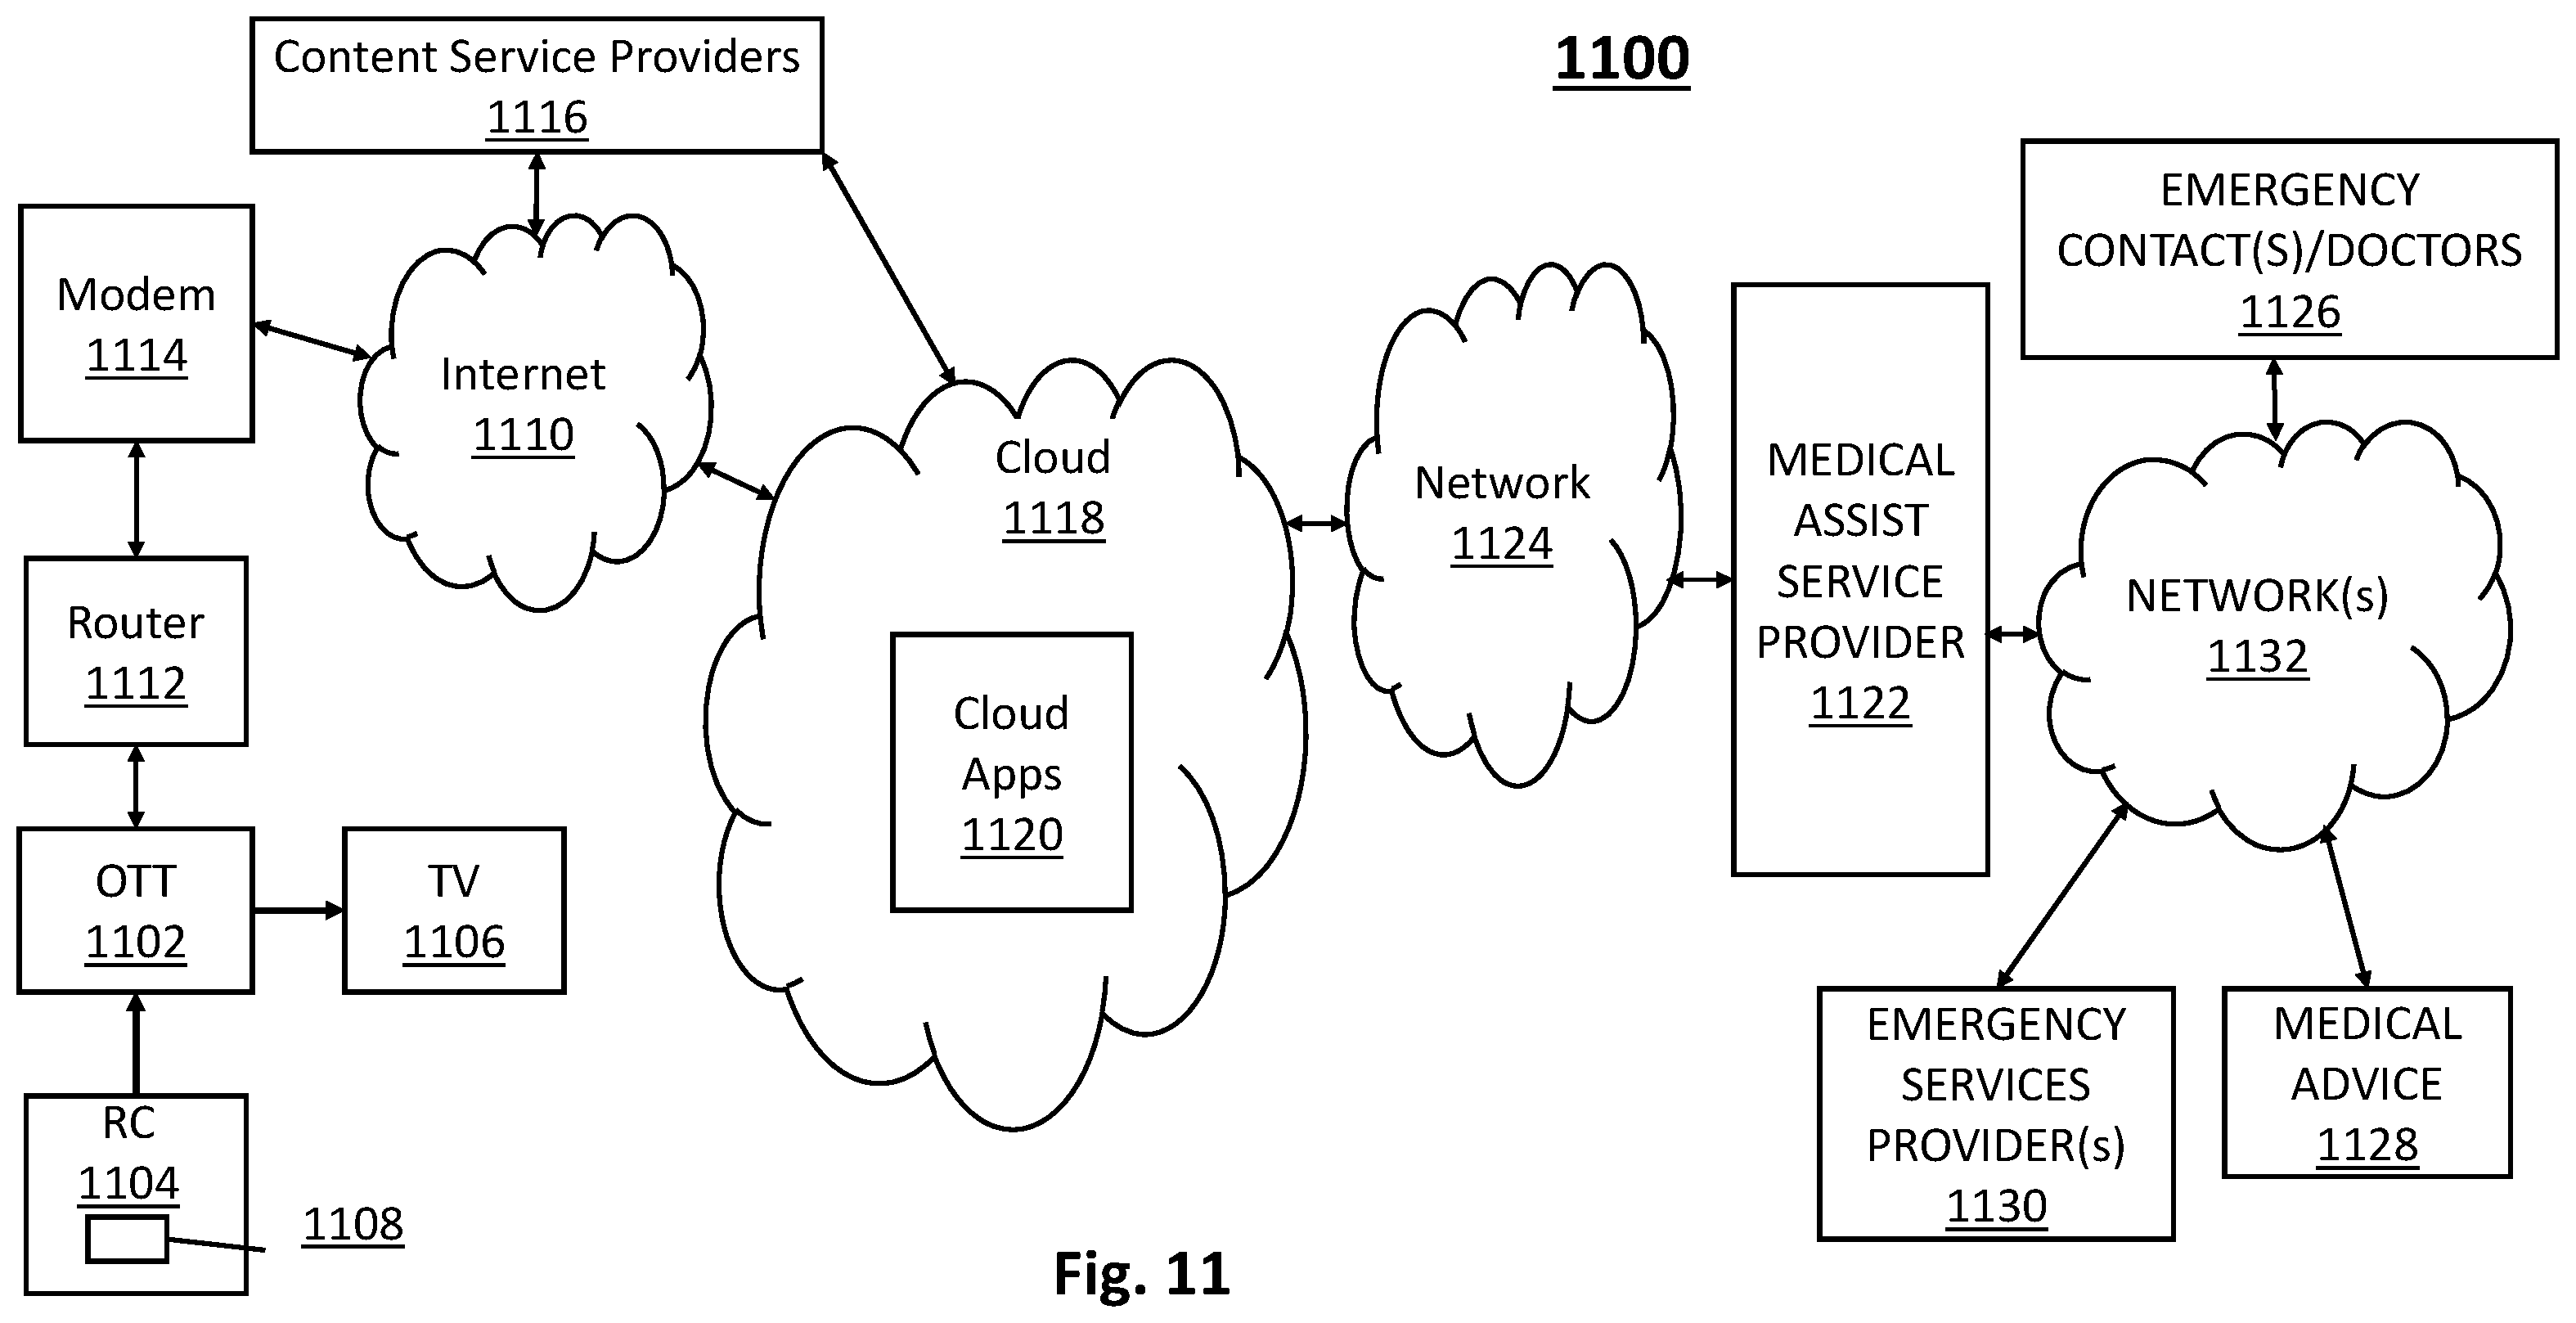 Content Service Providers
1116
1100
EMERGENCY
CONTACT(S)/DOCTORS
1126
Modem
1114
Internet
1110
Cloud
1118
Network
1124
MEDICAL
ASSIST
SERVICE
PROVIDER
1122
NETWORK(s)
1132
Router
1112
Cloud
Apps
1120
OTT
1102
TV
1106
RC
1104
1108
EMERGENCY
SERVICES
PROVIDER(s)
1130
MEDICAL
ADVICE
1128
Fig. 11